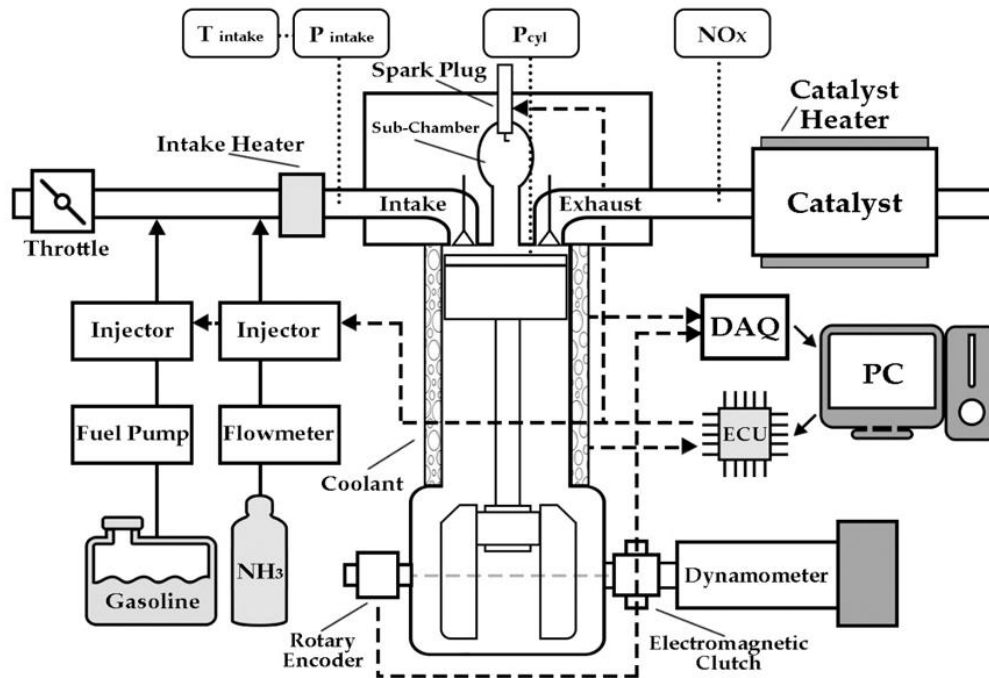 T intake
P intake
Pcyl
NOx
Spark Plug
Sub-Chamber
Catalyst
Heater
Intake Heater
Intake
Exhaust
Catalyst
Throttle
Injector
Injector
DAQ
PC
Fuel Pump
Flowmeter
ECU
Coolant
NH3
Gasoline
Dynamometer
Rotary
Encoder
Electromagnetic
Clutch